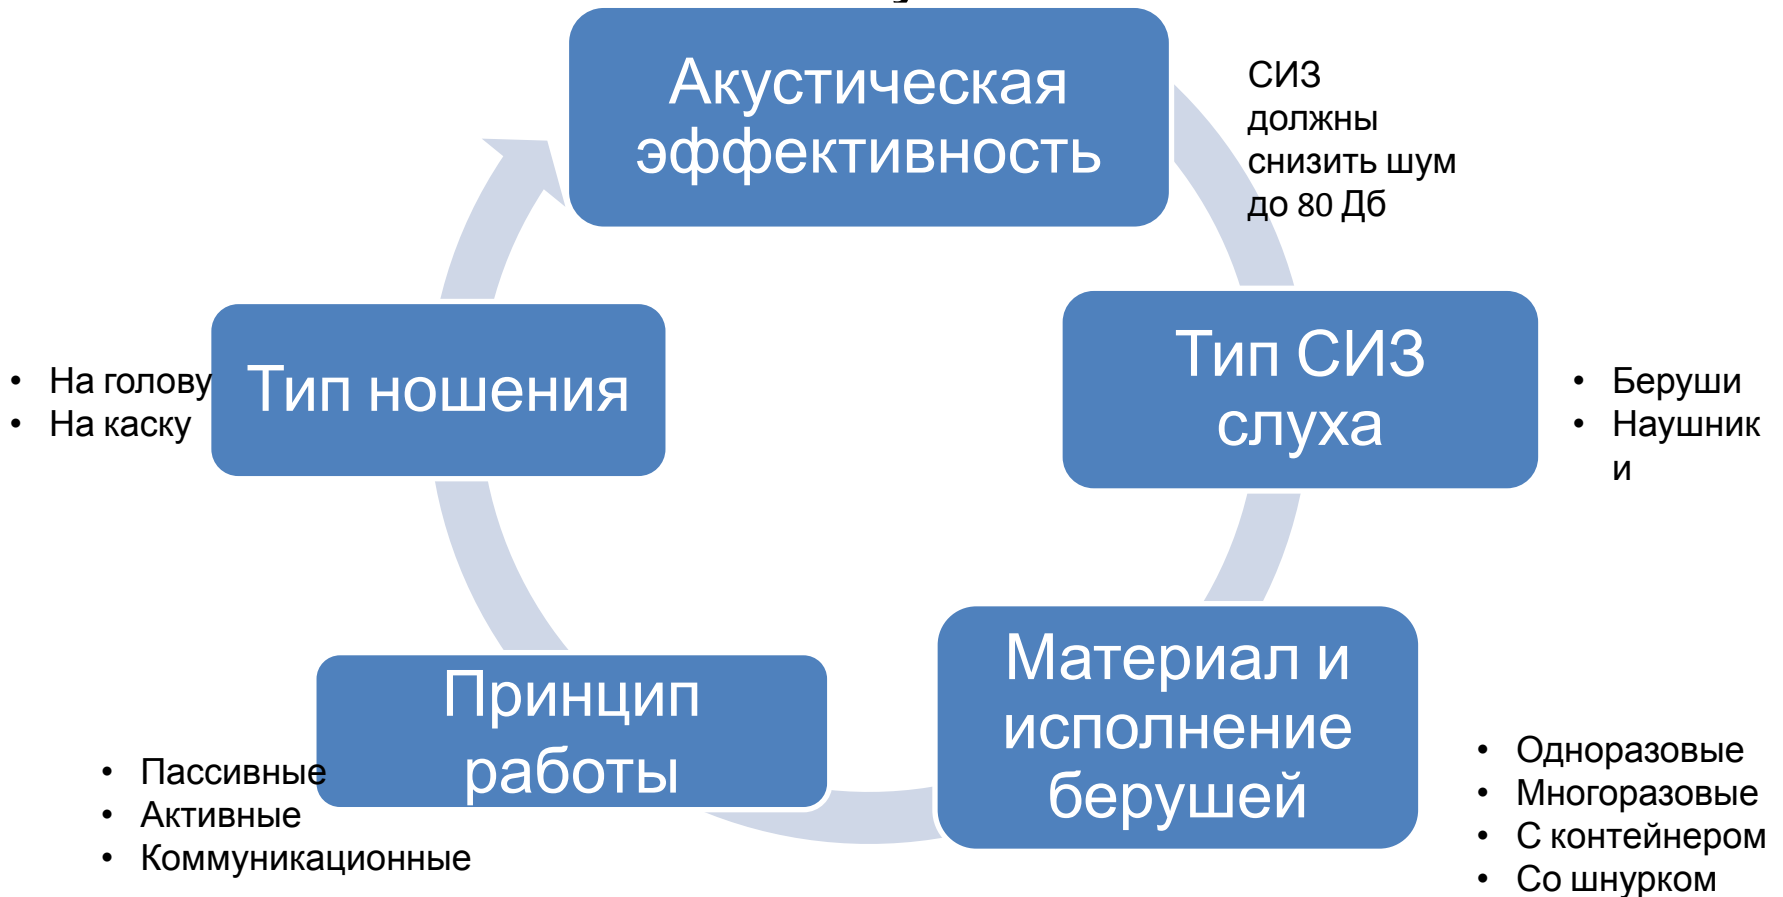 Акустическая
эффективность
СИЗ
должны
снизить шум
до 80 Дб
Тип СИЗ
слуха
• Беруши
• Наушник
и
Материал и
исполнение
берушей
• Одноразовые
• Многоразовые
• С контейнером
• Со шнурком
Принцип
работы
• Пассивные
• Активные
• Коммуникационные
Тип ношения
• На голову
• На каску